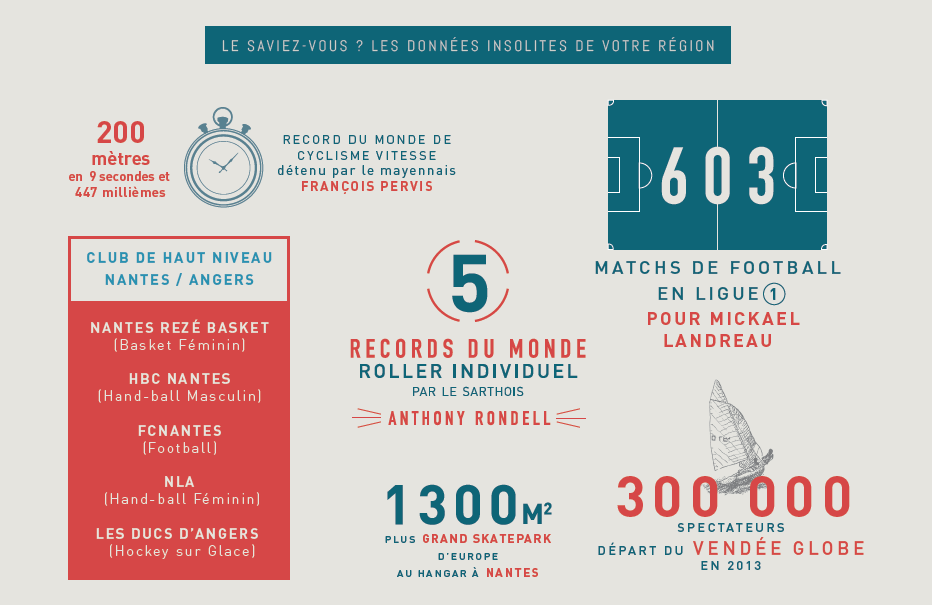 LE SAVIEZ-VOUS ? LES DONNÉES INSOLITES DE VOTRE RÉGION
200
mètres
en 9 secondes et
447 millièmes
RECORD DU MONDE DE
CYCLISME VITESSE
détenu par le mayennais
FRANÇOIS PERVIS
603
MATCHS DE FOOTBALL
EN LIGUE 1
POUR MICKAEL
LANDREAU
CLUB DE HAUT NIVEAU
NANTES / ANGERS
NANTES REZÉ BASKET
(Basket Féminin)
HBC NANTES
(Hand-ball Masculin)
FCNANTES
(Football)
NLA
(Hand-ball Féminin)
LES DUCS D'ANGERS
(Hockey sur Glace)
5
RECORDS DU MONDE
ROLLER INDIVIDUEL
PAR LE SARTHOIS
ANTHONY RONDELL
1300M²
PLUS GRAND SKATEPARK
D'EUROPE
AU HANGAR À NANTES
300 000
SPECTATEURS
DÉPART DU VENDÉE GLOBE
EN 2013